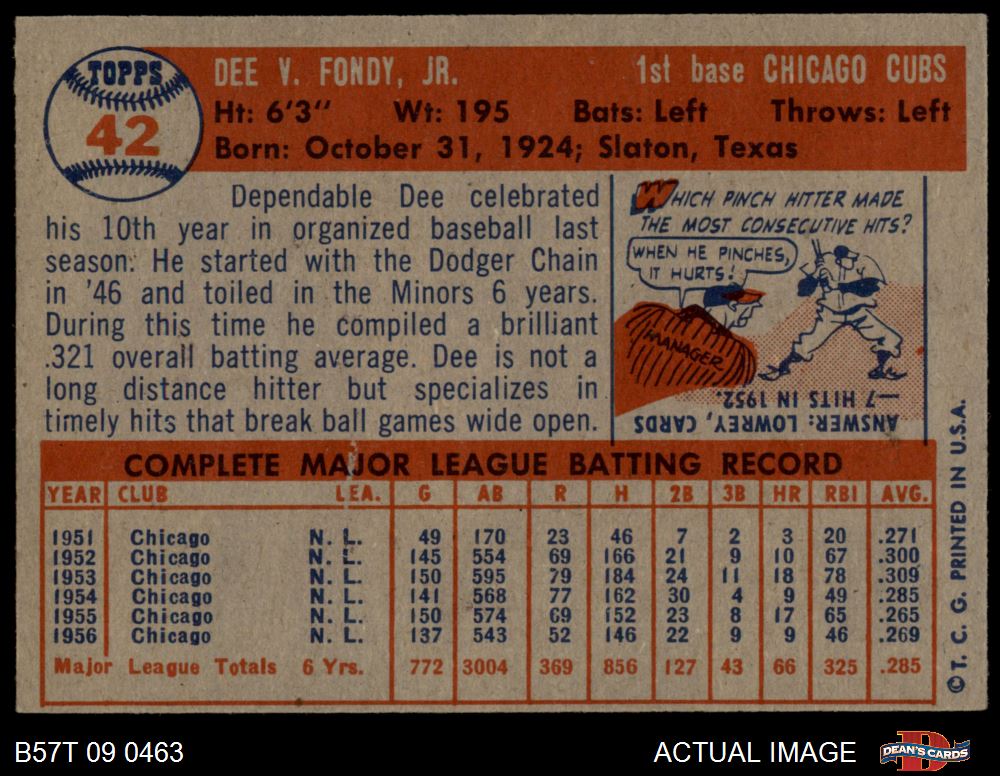 TOPPS
42
DEE V. FONDY, JR. 1st base CHICAGO CUBS
Ht: 6'3" Wt: 195 Bats: Left Throws: Left
Born: October 31, 1924; Slaton, Texas
Dependable Dee celebrated
his 10th year in organized baseball last
season. He started with the Dodger Chain
in '46 and toiled in the Minors 6 years.
During this time he compiled a brilliant
.321 overall batting average. Dee is not a
long distance hitter but specializes in
timely hits that break ball games wide open.
WHICH PINCH HITTER MADE
THE MOST CONSECUTIVE HITS?
WHEN HE PINCHES,
IT HURTS!
MANAGER
ANSWER: LOWREY, CARDS
—7 HITS IN 1952.
COMPLETE MAJOR LEAGUE BATTING RECORD
YEAR CLUB LEA. G AB R H 2B 3B HR RBI AVG.
1951 Chicago N. L. 49 170 23 46 7 2 3 20 .271
1952 Chicago N. L. 145 554 69 166 21 9 10 67 .300
1953 Chicago N. L. 150 595 79 184 24 11 18 78 .309
1954 Chicago N. L. 141 568 77 162 30 4 9 49 .285
1955 Chicago N. L. 150 574 69 152 23 8 17 65 .265
1956 Chicago N. L. 137 543 52 146 22 9 9 46 .269
Major League Totals 6 Yrs. 772 3004 369 856 127 43 66 325 .285
© T. C. G. PRINTED IN U.S.A.
B57T 09 0463 ACTUAL IMAGE
DEAN'S CARDS